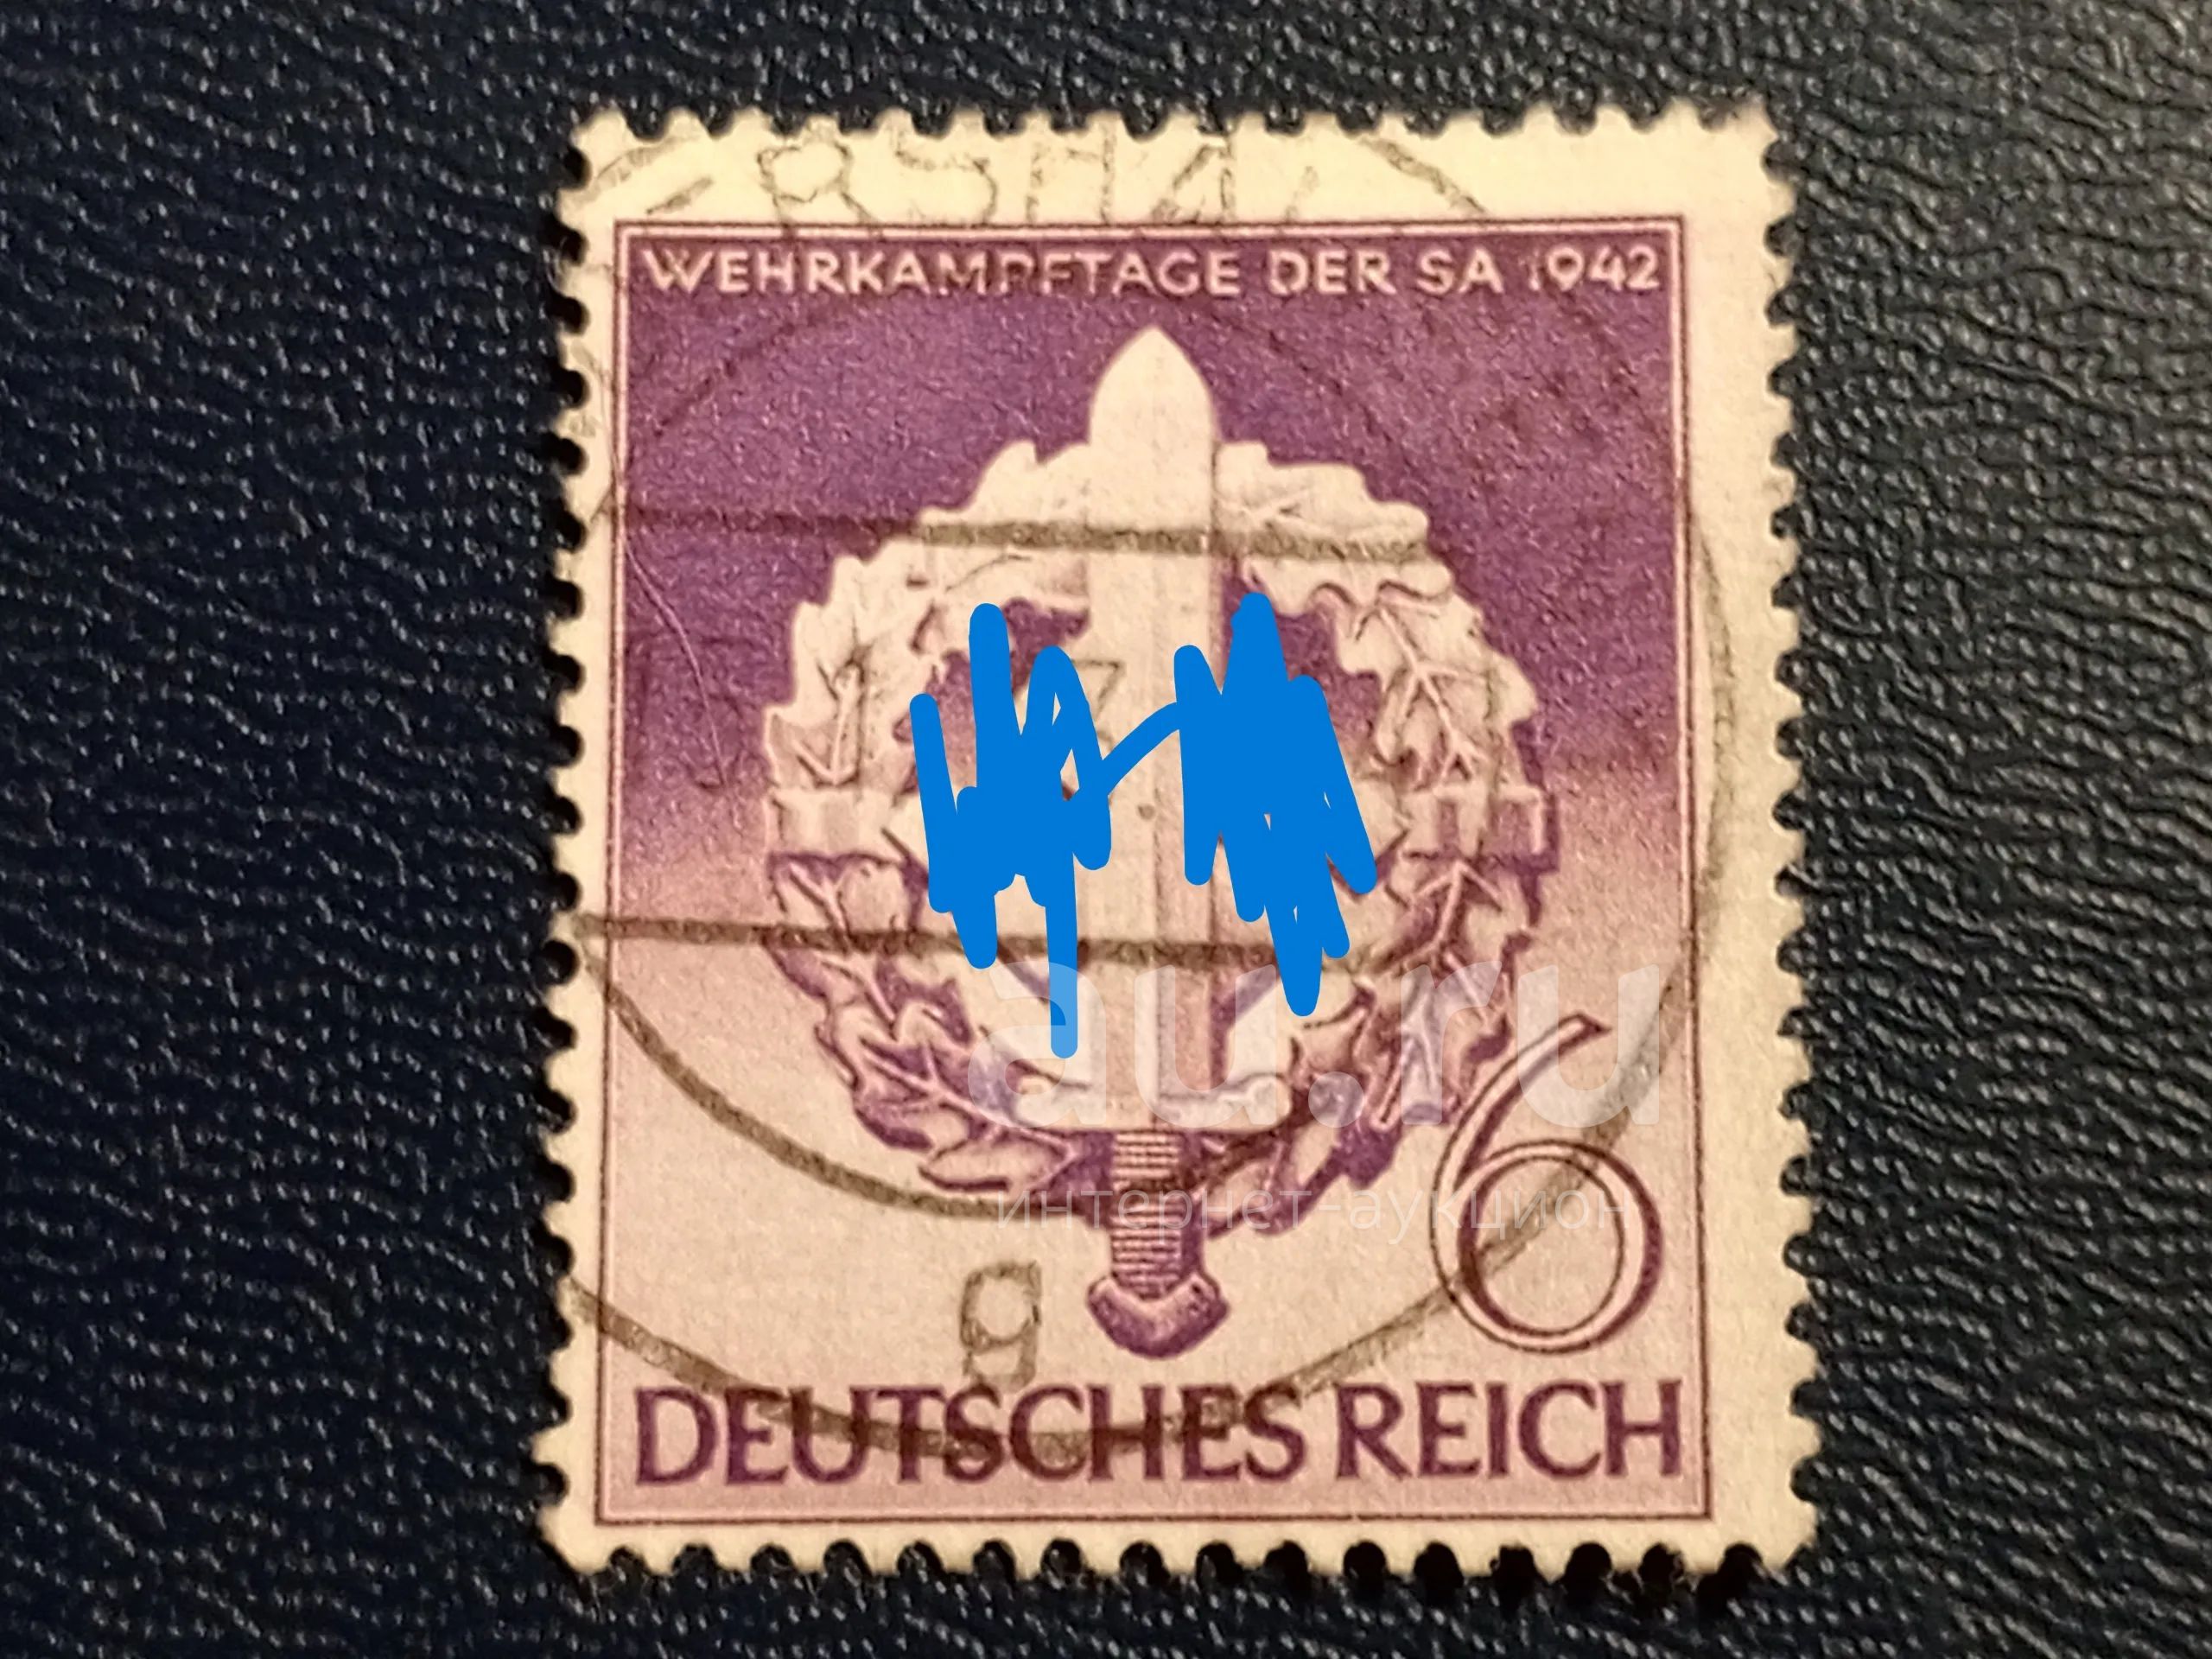 WEHRKAMPFTAGE DER SA 1942
au.ru
интернет-аукцион
6
g
DEUTSCHES REICH